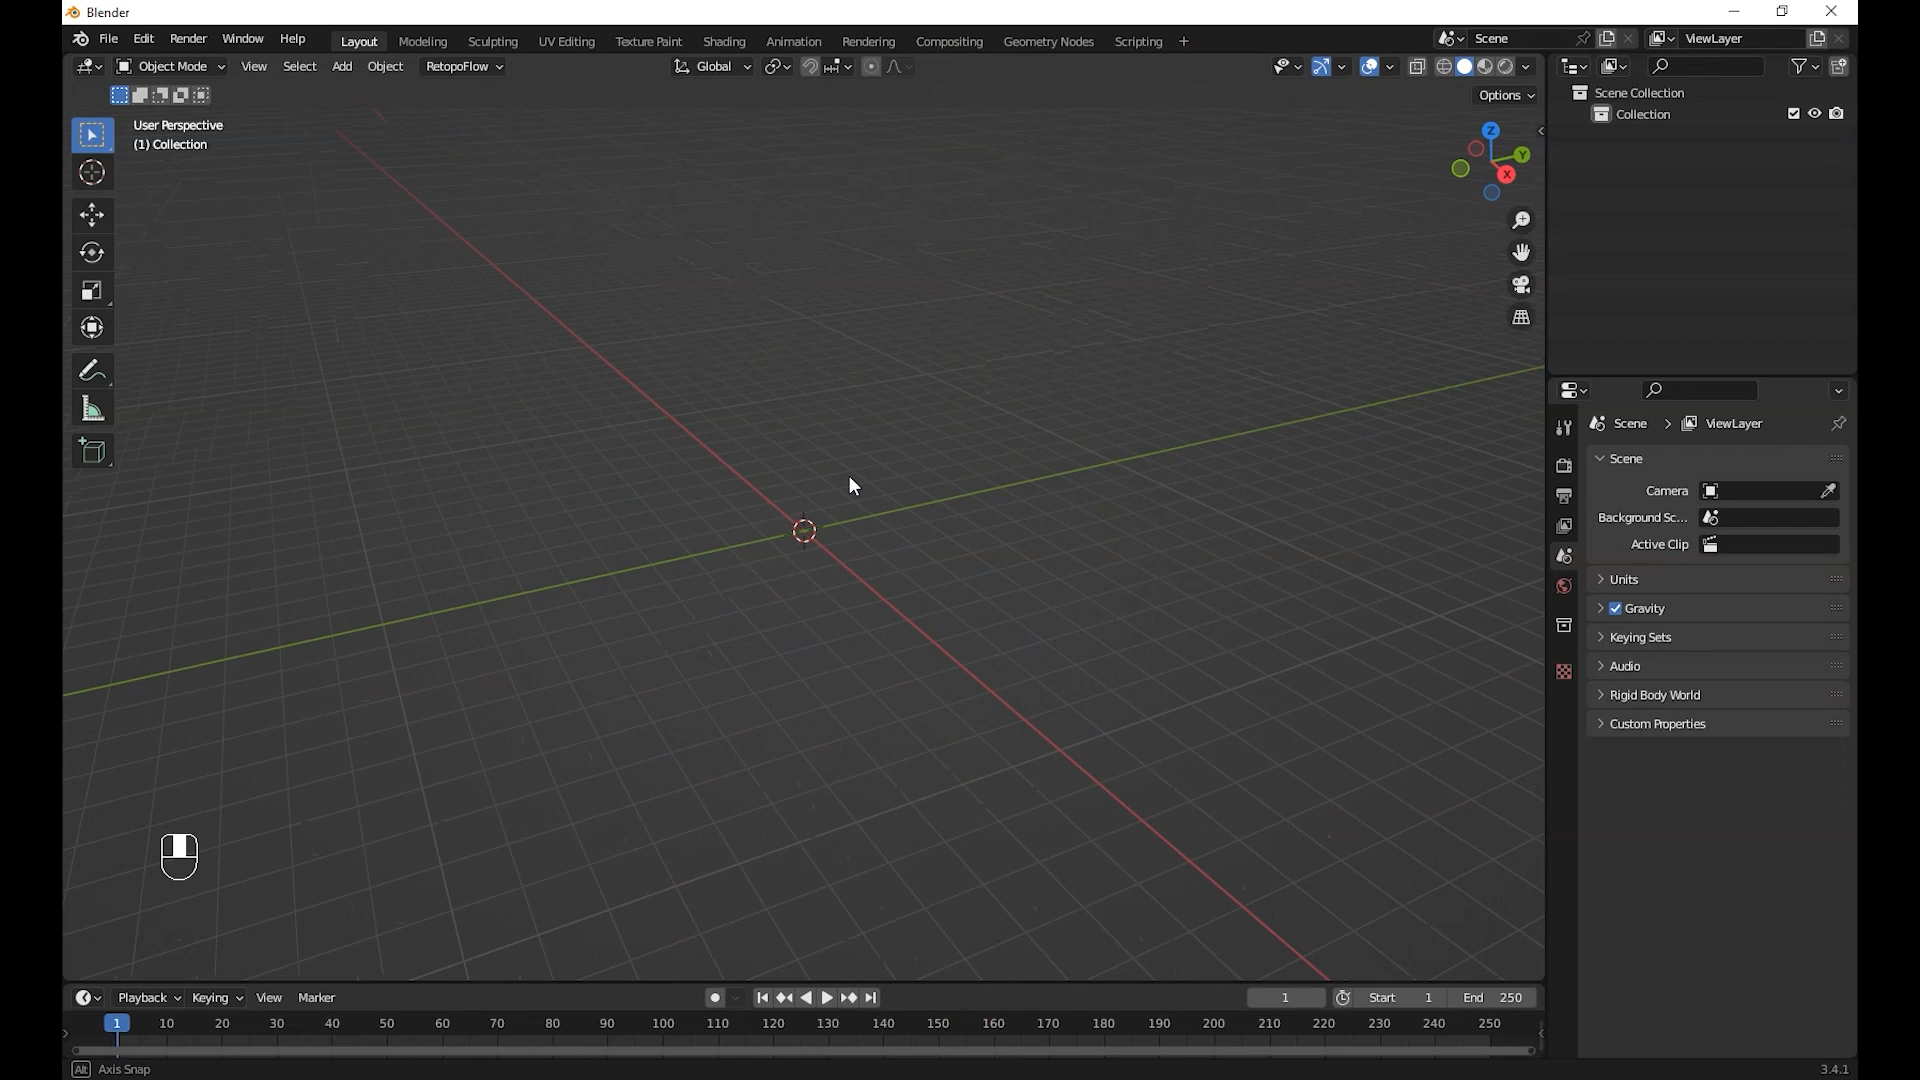 Blender
File Edit Render Window Help Layout Modeling Sculpting UV Editing Texture Paint Shading Animation Rendering Compositing Geometry Nodes Scripting + Scene ViewLayer
Object Mode View Select Add Object RetopoFlow Global
Options
User Perspective
(1) Collection
Z
Y
X
Scene Collection
Collection
Scene > ViewLayer
Scene
Camera
Background Sc...
Active Clip
Units
Gravity
Keying Sets
Audio
Rigid Body World
Custom Properties
Playback Keying View Marker 1 Start 1 End 250
1 10 20 30 40 50 60 70 80 90 100 110 120 130 140 150 160 170 180 190 200 210 220 230 240 250
Alt Axis Snap 3.4.1